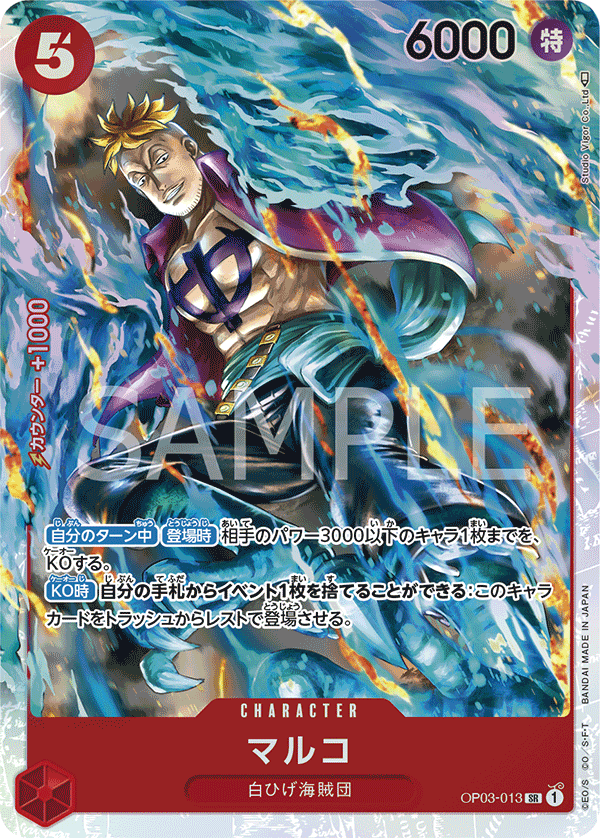 5
6000 特
Studio Vigor Co.,Ltd.
カウンター +1000
SAMPLE
自分のターン中 登場時 相手のパワー3000以下のキャラ1枚までを、
KOする。
KO時 自分の手札からイベント1枚を捨てることができる:このキャラ
カードをトラッシュからレストで登場させる。
CHARACTER
マルコ
白ひげ海賊団
OP03-013 SR 1
©E.O/S ©O/S・F・T BANDAI MADE IN JAPAN